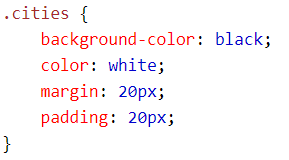 .cities {
    background-color: black;
    color: white;
    margin: 20px;
    padding: 20px;
}